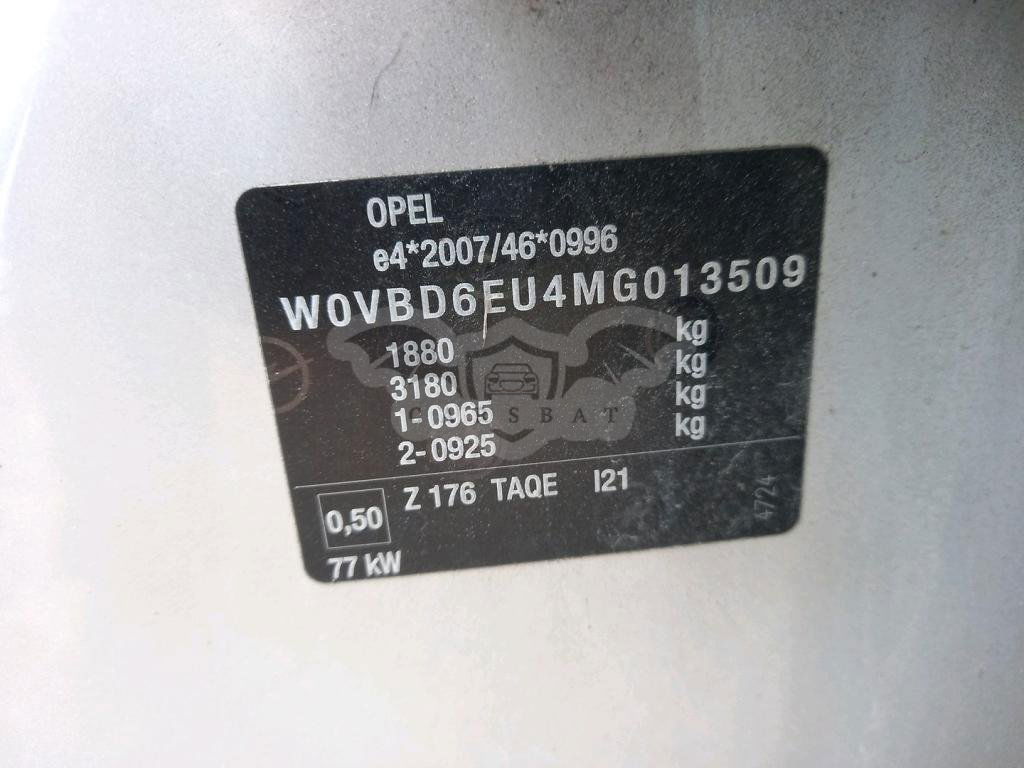 OPEL
e4*2007/46*0996
W0VBD6EU4MG013509
1880 kg
3180 kg
1-0965 kg
2-0925 kg
Z 176 TAQE I21
0,50
77 kW
4724
CARSBAT